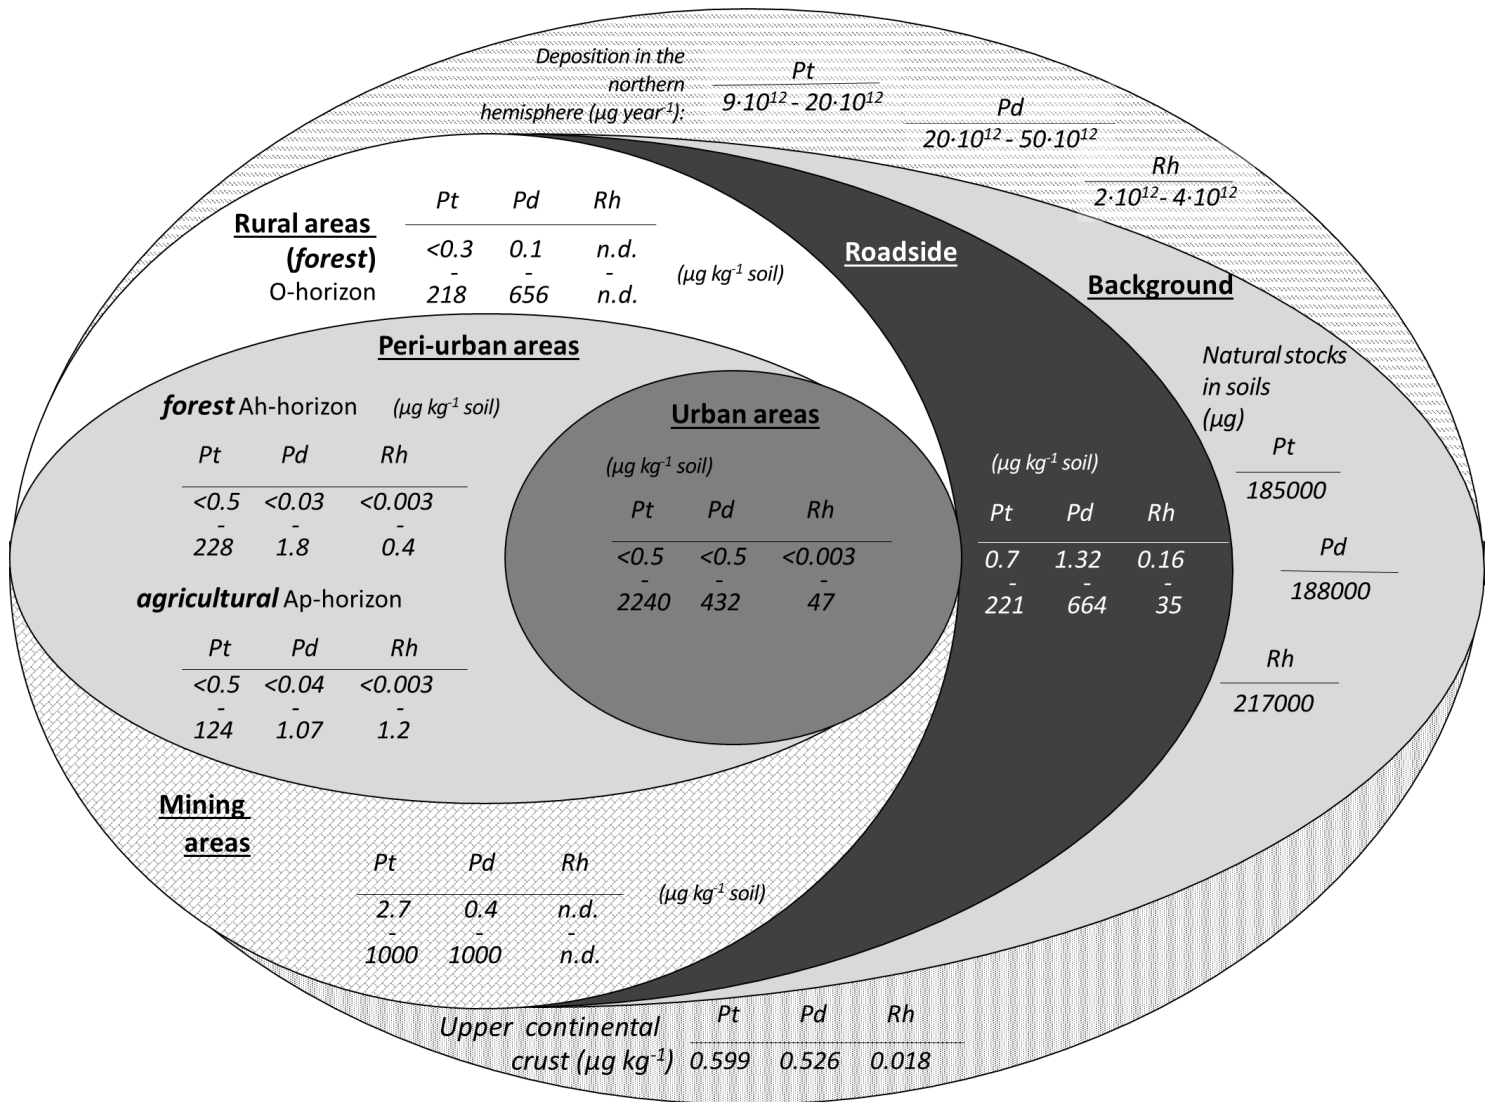 Deposition in the
northern
hemisphere (µg year⁻¹):
Pt
9·10¹² - 20·10¹²
Pd
20·10¹² - 50·10¹²
Rh
2·10¹² - 4·10¹²
Rural areas
(forest)
O-horizon
Pt Pd Rh
<0.3 0.1 n.d.
- - -
218 656 n.d.
(µg kg⁻¹ soil)
Roadside
(µg kg⁻¹ soil)
Pt Pd Rh
0.7 1.32 0.16
- - -
221 664 35
Background
Natural stocks
in soils
(µg)
Pt
185000
Pd
188000
Rh
217000
Peri-urban areas
forest Ah-horizon (µg kg⁻¹ soil)
Pt Pd Rh
<0.5 <0.03 <0.003
- - -
228 1.8 0.4
agricultural Ap-horizon
Pt Pd Rh
<0.5 <0.04 <0.003
- - -
124 1.07 1.2
Urban areas
(µg kg⁻¹ soil)
Pt Pd Rh
<0.5 <0.5 <0.003
- - -
2240 432 47
Mining
areas
Pt Pd Rh
2.7 0.4 n.d.
- - -
1000 1000 n.d.
(µg kg⁻¹ soil)
Upper continental
crust (µg kg⁻¹)
Pt Pd Rh
0.599 0.526 0.018